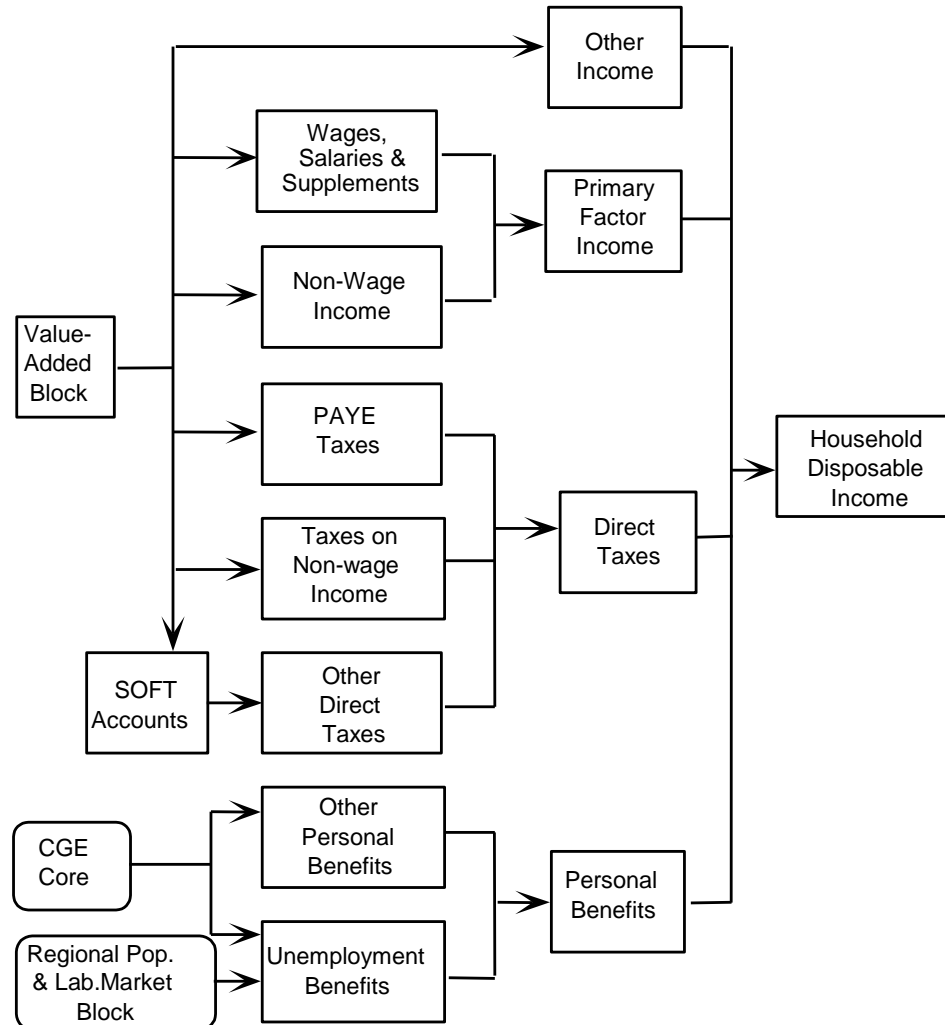 Other
Income
Wages,
Salaries &
Supplements
Primary
Factor
Income
Non-Wage
Income
Value-
Added
Block
PAYE
Taxes
Household
Disposable
Income
Taxes on
Non-wage
Income
Direct
Taxes
SOFT
Accounts
Other
Direct
Taxes
Other
Personal
Benefits
CGE
Core
Personal
Benefits
Regional Pop.
& Lab.Market
Block
Unemployment
Benefits